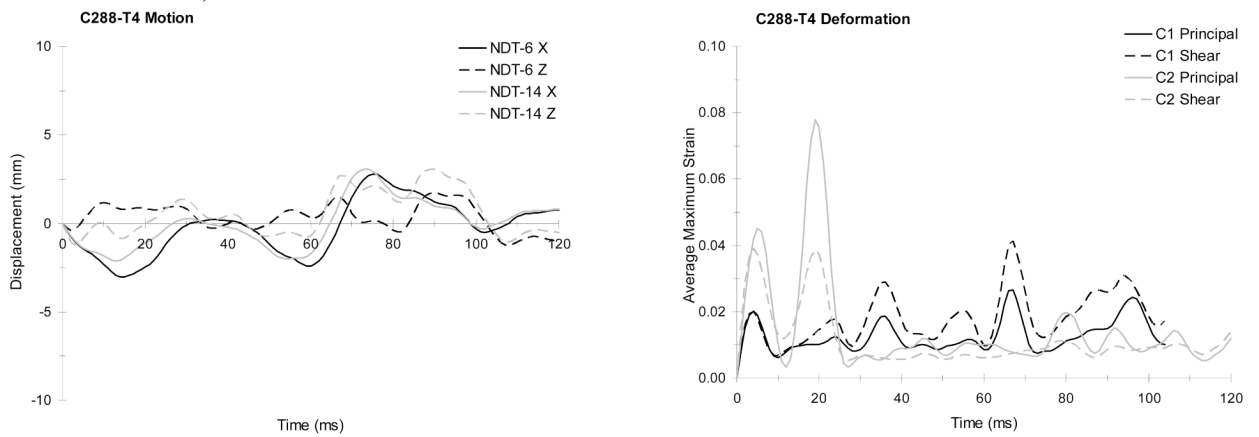 C288-T4 Motion
10
5
0
-5
-10
0
20
40
60
80
100
120
Displacement (mm)
Time (ms)
NDT-6 X
NDT-6 Z
NDT-14 X
NDT-14 Z
C288-T4 Deformation
0.10
0.08
0.06
0.04
0.02
0.00
0
20
40
60
80
100
120
Average Maximum Strain
Time (ms)
C1 Principal
C1 Shear
C2 Principal
C2 Shear